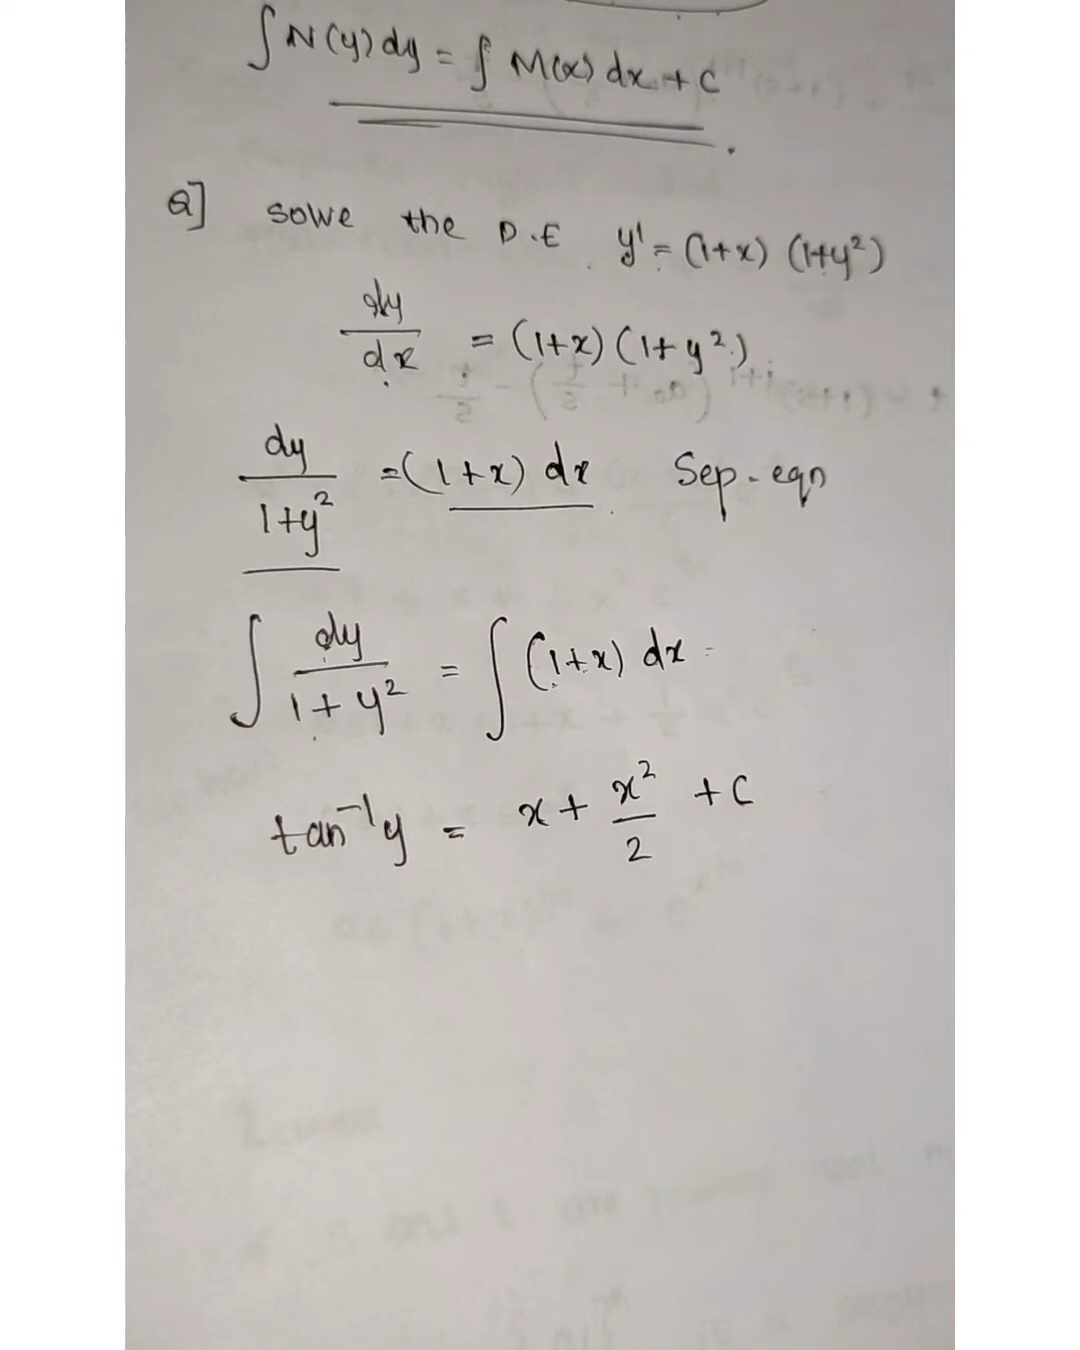 ∫N(y)dy = ∫M(x)dx + C
Q] sowe the D.E y' = (1+x) (1+y²)
dy/dx = (1+x)(1+y²)
dy/1+y² = (1+x) dx Sep. eqn
∫ dy/1+y² = ∫(1+x) dx
tan⁻¹y = x + x²/2 + C